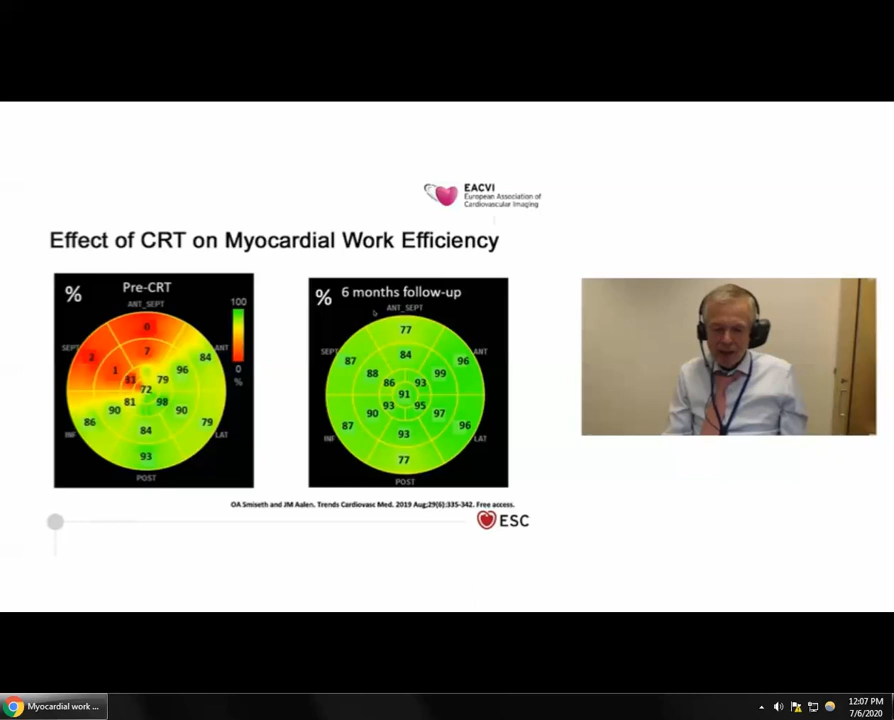 EACVI
European Association of
Cardiovascular Imaging
Effect of CRT on Myocardial Work Efficiency
% Pre-CRT
ANT_SEPT
100
0
%
SEPT
ANT
INF
LAT
POST
0
7
2
84
96
1
33
79
72
81
98
90
90
86
79
84
93
% 6 months follow-up
ANT_SEPT
SEPT
ANT
INF
LAT
POST
77
87
84
96
88
99
86
93
91
93
95
90
97
87
96
93
77
OA Smiseth and JM Aalen. Trends Cardiovasc Med. 2019 Aug;29(6):335-342. Free access.
ESC
Myocardial work ...
12:07 PM
7/6/2020